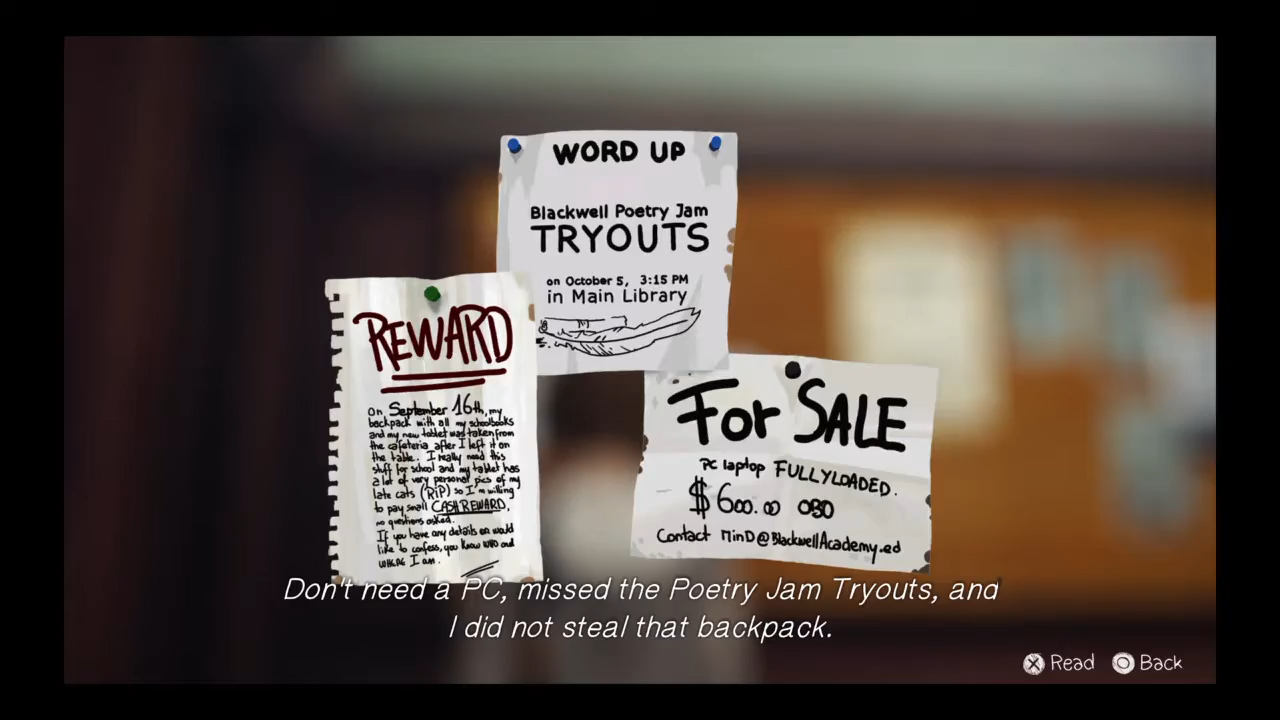 WORD UP
Blackwell Poetry Jam
TRYOUTS
on October 5, 3:15 PM
in Main Library
REWARD
On September 16th, my
backpack with all my schoolbooks
and my new tablet was taken from
the cafeteria after I left it on
the table. I really need this
stuff for school and my tablet has
a lot of very personal pics of my
late cats (RIP) so I'm willing
to pay small CASH REWARD,
no questions asked.
If you have any details or would
like to confess, you know WHO and
WHERE I am.
For SALE
PC laptop FULLYLOADED.
$600.00 OBO
Contact MinD@BlackwellAcademy.ed
Don't need a PC, missed the Poetry Jam Tryouts, and
I did not steal that backpack.
Read
Back